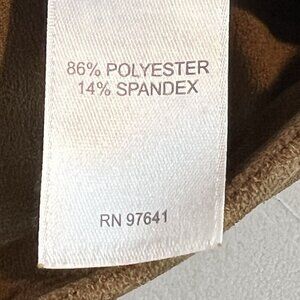 86% POLYESTER
14% SPANDEX
RN 97641